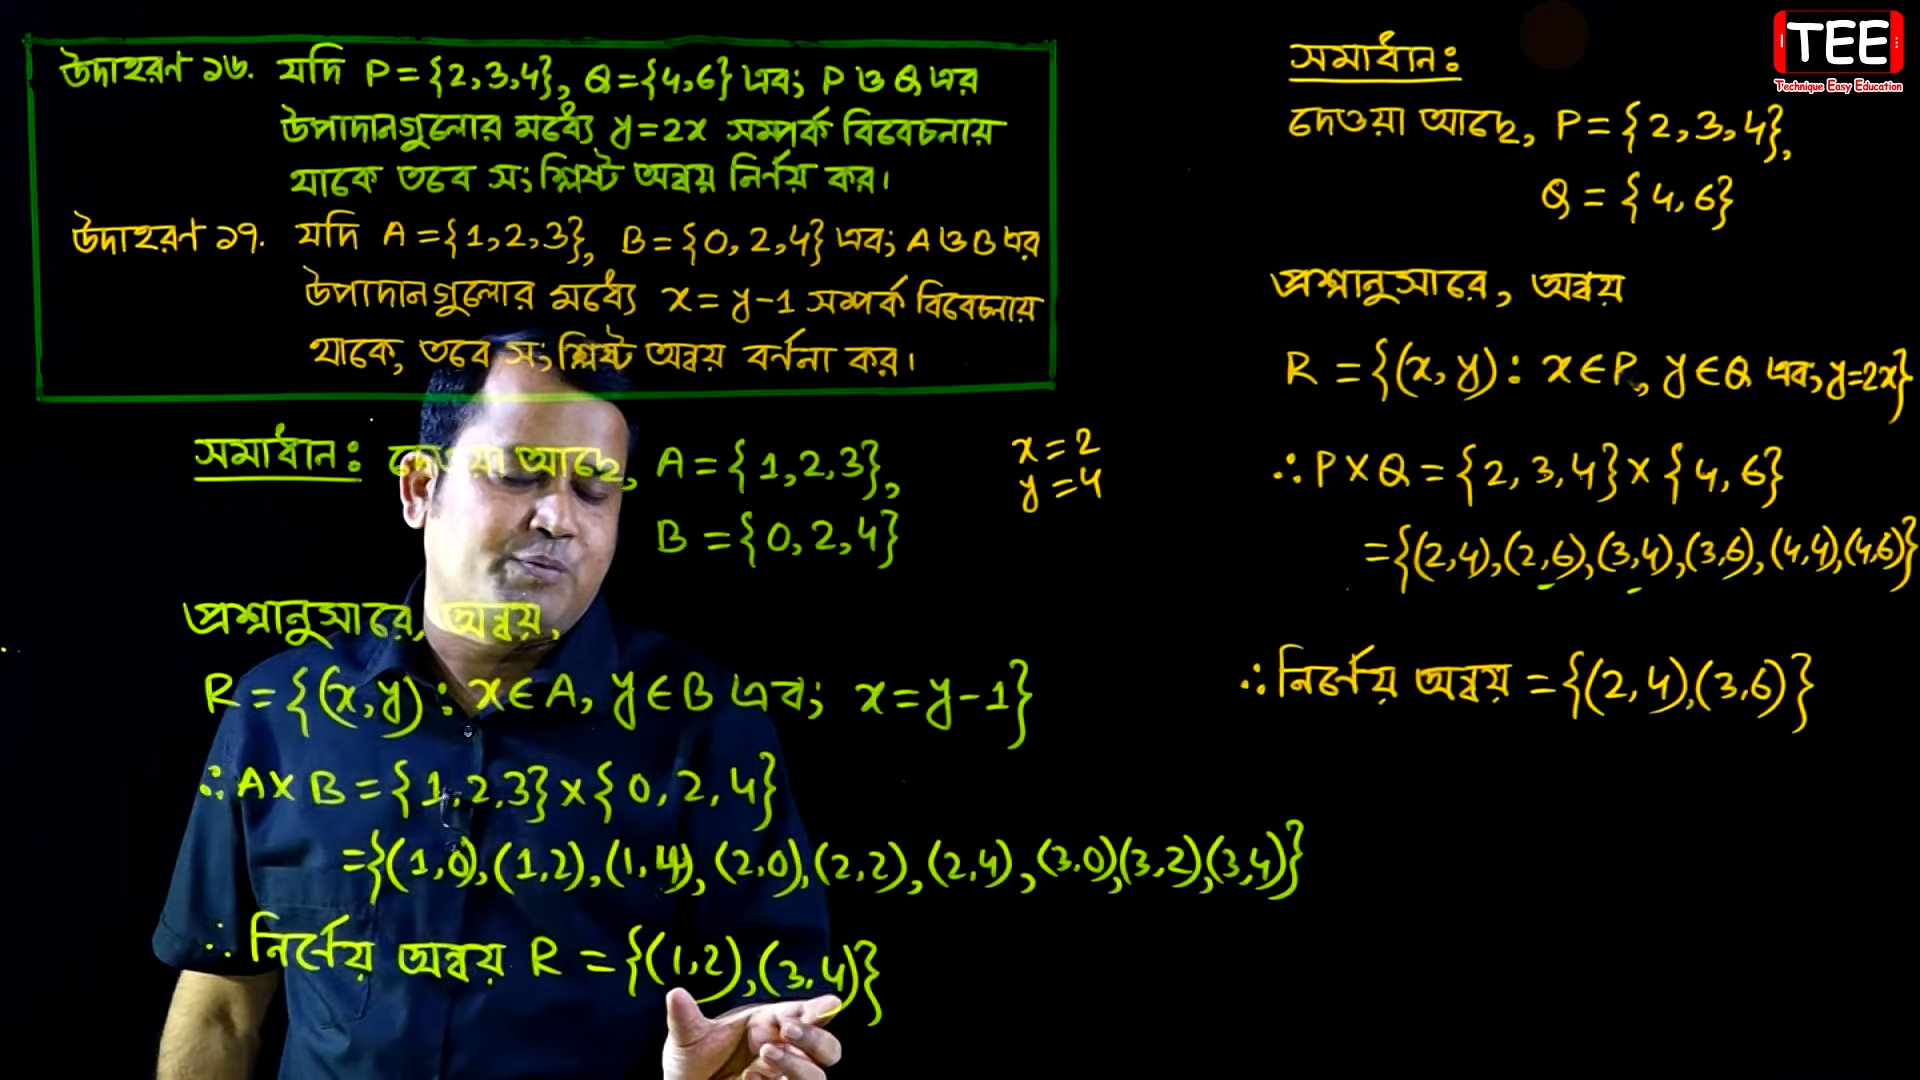 উদাহরণ ১৬. যদি P = {2,3,4}, Q = {4,6} এবং P ও Q এর
উপাদানগুলোর মধ্যে y=2x সম্পর্ক বিবেচনায়
থাকে তবে সংশ্লিষ্ট অন্বয় নির্ণয় কর।
উদাহরণ ১৭. যদি A = {1,2,3}, B = {0,2,4} এবং A ও B এর
উপাদানগুলোর মধ্যে x = y-1 সম্পর্ক বিবেচনায়
থাকে, তবে সংশ্লিষ্ট অন্বয় বর্ননা কর।
সমাধান: দেওয়া আছে, A = {1,2,3},
B = {0,2,4}
x = 2
y = 4
প্রশ্নানুসারে, অন্বয়,
R = {(x,y) : x∈A, y∈B এবং x = y-1}
∴ A×B = {1,2,3} × {0,2,4}
= {(1,0),(1,2),(1,4),(2,0),(2,2),(2,4),(3,0),(3,2),(3,4)}
∴ নির্ণেয় অন্বয় R = {(1,2),(3,4)}
সমাধান:
দেওয়া আছে, P = {2,3,4},
Q = {4,6}
প্রশ্নানুসারে, অন্বয়
R = {(x,y) : x∈P, y∈Q এবং y=2x}
∴ P×Q = {2,3,4} × {4,6}
= {(2,4),(2,6),(3,4),(3,6),(4,4),(4,6)}
∴ নির্ণেয় অন্বয় = {(2,4),(3,6)}
TEE
Technique Easy Education